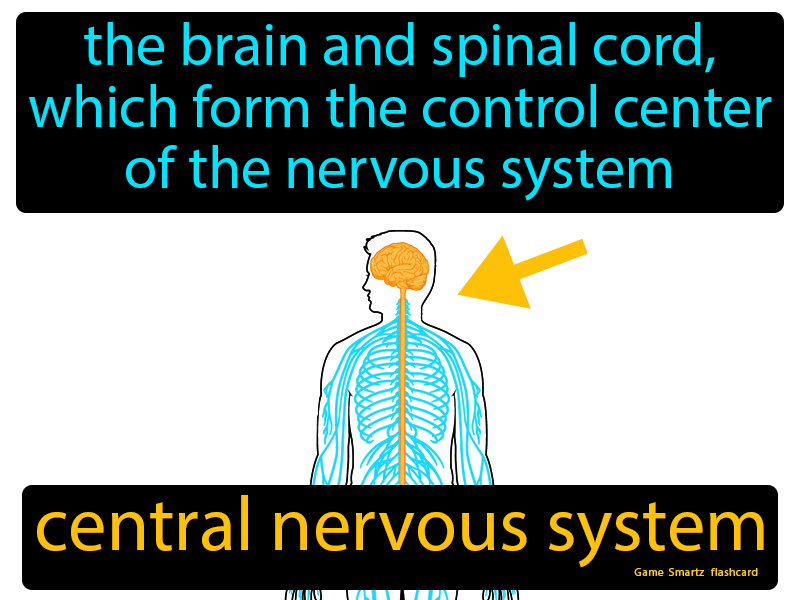 the brain and spinal cord,
which form the control center
of the nervous system
central nervous system
Game Smartz flashcard